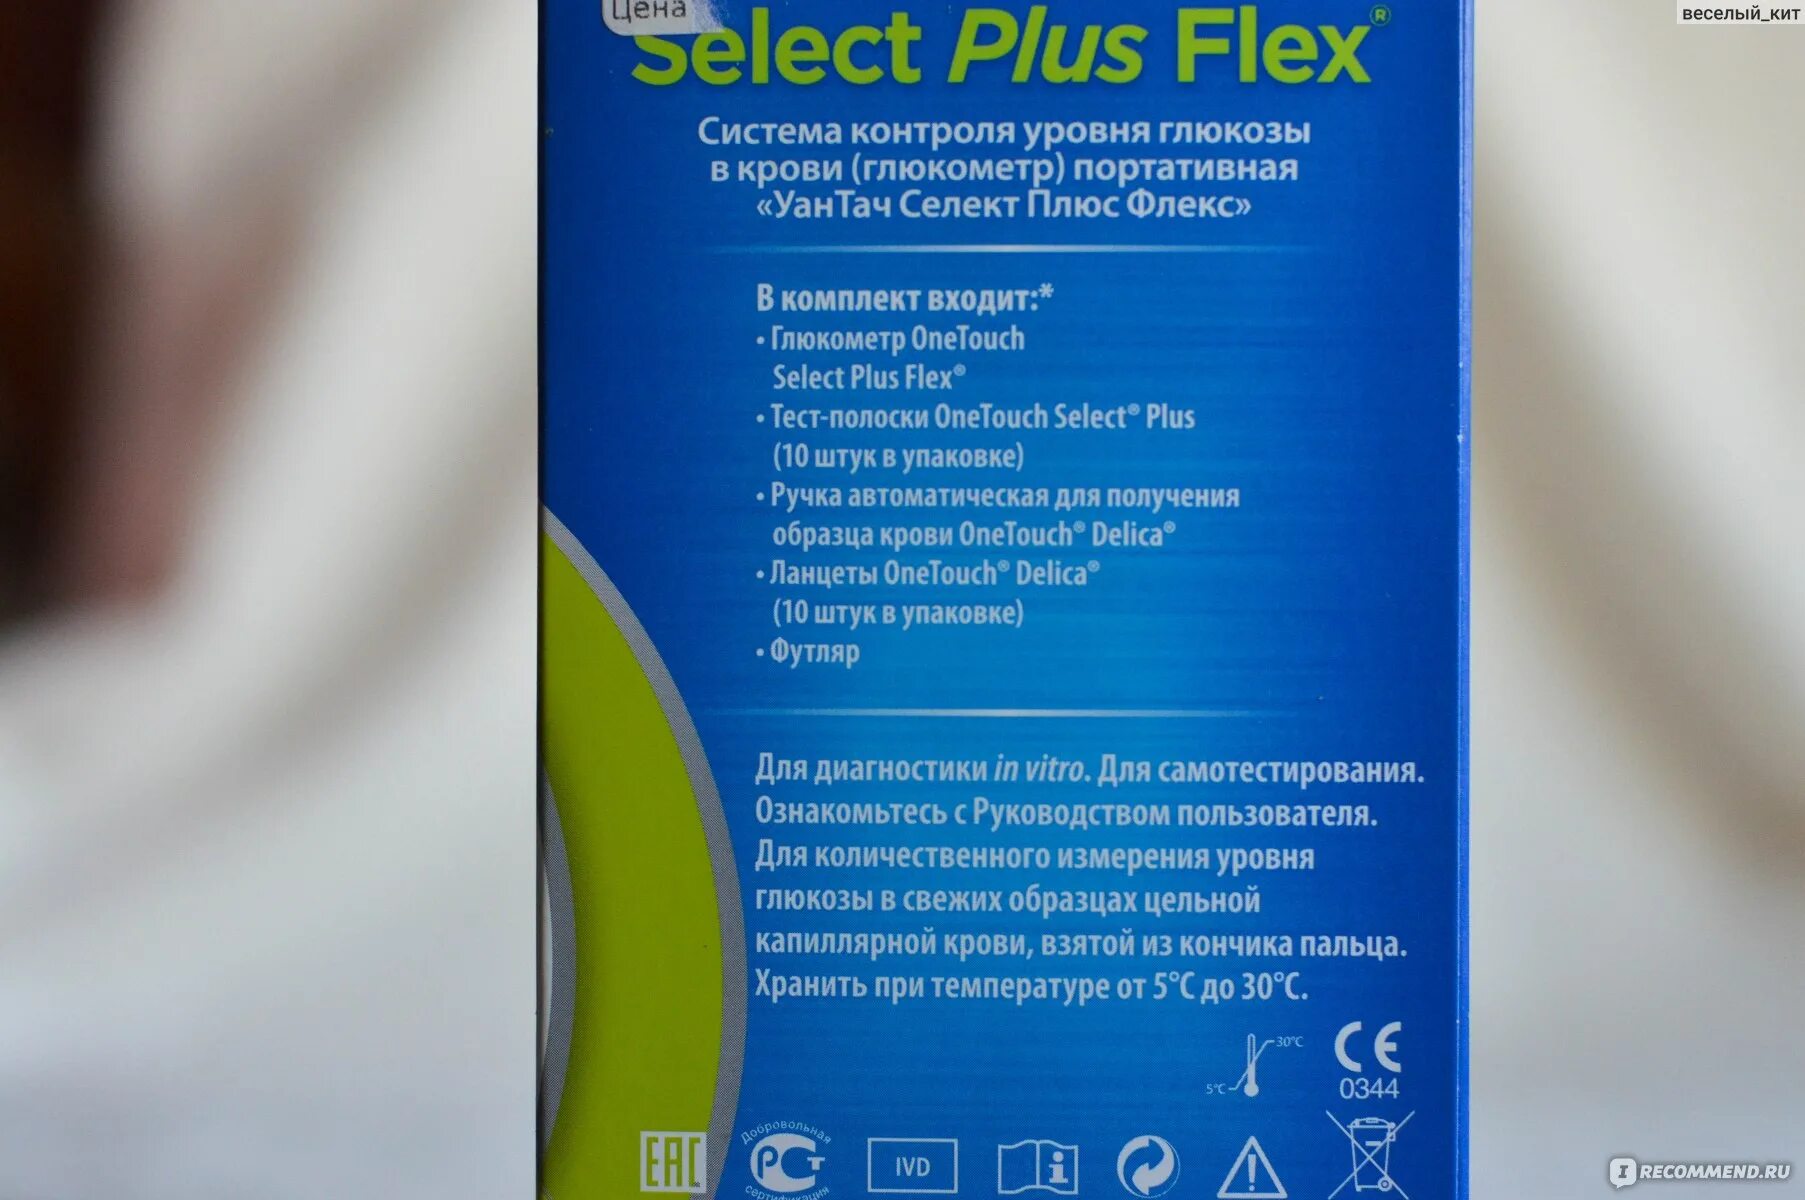 веселый_кит
Цена
Select Plus Flex®
Система контроля уровня глюкозы
в крови (глюкометр) портативная
«УанТач Селект Плюс Флекс»
В комплект входит:*
• Глюкометр OneTouch
Select Plus Flex®
• Тест-полоски OneTouch Select® Plus
(10 штук в упаковке)
• Ручка автоматическая для получения
образца крови OneTouch® Delica®
• Ланцеты OneTouch® Delica®
(10 штук в упаковке)
• Футляр
Для диагностики in vitro. Для самотестирования.
Ознакомьтесь с Руководством пользователя.
Для количественного измерения уровня
глюкозы в свежих образцах цельной
капиллярной крови, взятой из кончика пальца.
Хранить при температуре от 5°C до 30°C.
30°C
5°C
CE
0344
EAC
Добровольная
РСТ
сертификация
IVD
i
!
IRECOMMEND.RU